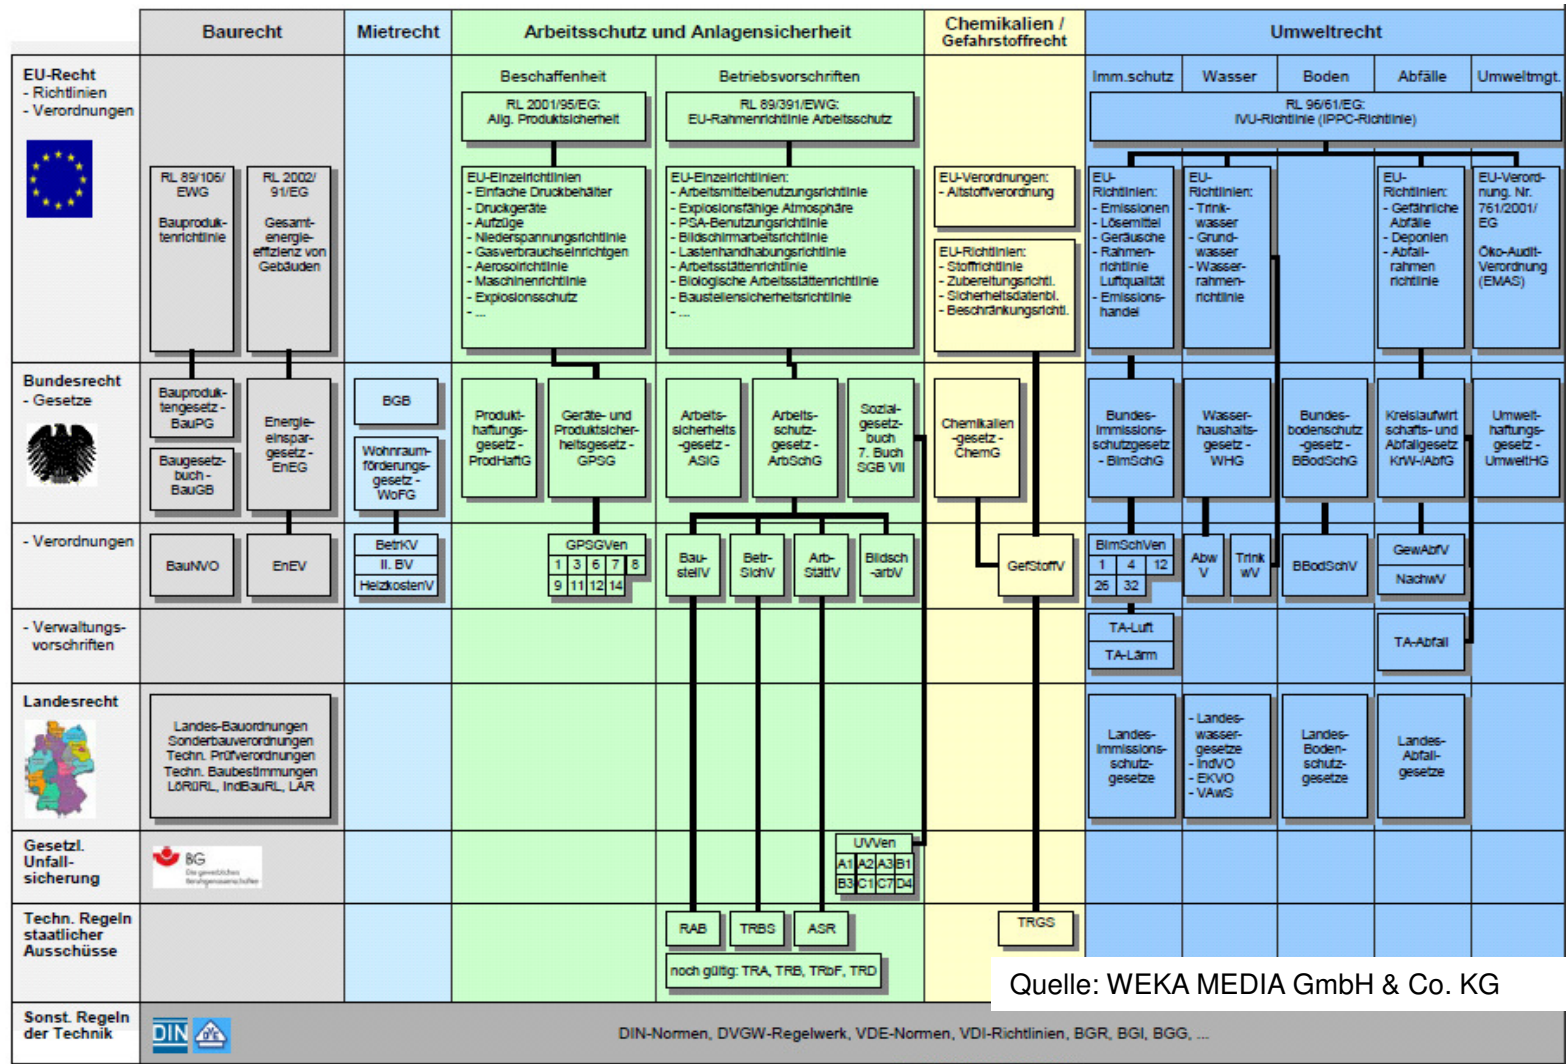 Baurecht
Mietrecht
Arbeitsschutz und Anlagensicherheit
Chemikalien /
Gefahrstoffrecht
Umweltrecht
EU-Recht
- Richtlinien
- Verordnungen
Beschaffenheit
Betriebsvorschriften
Imm.schutz
Wasser
Boden
Abfälle
Umweltmgt.
RL 2001/95/EG:
Allg. Produktsicherheit
RL 89/391/EWG:
EU-Rahmenrichtlinie Arbeitsschutz
RL 96/61/EG:
IVU-Richtlinie (IPPC-Richtlinie)
RL 89/106/
EWG
Bauproduk-
tenrichtlinie
RL 2002/
91/EG
Gesamt-
energie-
effizienz von
Gebäuden
EU-Einzelrichtlinien
- Einfache Druckbehälter
- Druckgeräte
- Aufzüge
- Niederspannungsrichtlinie
- Gasverbrauchseinrichtgen
- Aerosolrichtlinie
- Maschinenrichtlinie
- Explosionsschutz
- ...
EU-Einzelrichtlinien:
- Arbeitsmittelbenutzungsrichtlinie
- Explosionsfähige Atmosphäre
- PSA-Benutzungsrichtlinie
- Bildschirmarbeitsrichtlinie
- Lastenhandhabungsrichtlinie
- Arbeitsstättenrichtlinie
- Biologische Arbeitsstättenrichtlinie
- Baustellensicherheitsrichtlinie
- ...
EU-Verordnungen:
- Altstoffverordnung
EU-Richtlinien:
- Stoffrichtlinie
- Zubereitungsrichtl.
- Sicherheitsdatenbl.
- Beschränkungsrichtl.
EU-
Richtlinien:
- Emissionen
- Lösemittel
- Geräusche
- Rahmen-
richtlinie
Luftqualität
- Emissions-
handel
EU-
Richtlinien:
- Trink-
wasser
- Grund-
wasser
- Wasser-
rahmen-
richtlinie
EU-
Richtlinien:
- Gefährliche
Abfälle
- Deponien
- Abfall-
rahmen
richtlinie
EU-Verord-
nung. Nr.
761/2001/
EG
Öko-Audit-
Verordnung
(EMAS)
Bundesrecht
- Gesetze
Bauproduk-
tengesetz -
BauPG
Baugesetz-
buch -
BauGB
Energie-
einspar-
gesetz -
EnEG
BGB
Wohnraum-
förderungs-
gesetz -
WoFG
Produkt-
haftungs-
gesetz -
ProdHaftG
Geräte- und
Produktsicher-
heitsgesetz -
GPSG
Arbeits-
sicherheits
-gesetz -
ASiG
Arbeits-
schutz-
gesetz -
ArbSchG
Sozial-
gesetz-
buch
7. Buch
SGB VII
Chemikalien
-gesetz -
ChemG
Bundes-
Immissions-
schutzgesetz
- BImSchG
Wasser-
haushalts-
gesetz -
WHG
Bundes-
bodenschutz
-gesetz -
BBodSchG
Kreislaufwirt
schafts- und
Abfallgesetz
KrW-/AbfG
Umwelt-
haftungs-
gesetz -
UmweltHG
- Verordnungen
BauNVO
EnEV
BetrKV
II. BV
HeizkostenV
GPSGVen
1 3 6 7 8
9 11 12 14
Bau-
stellV
Betr-
SichV
Arb-
StättV
Bildsch
-arbV
GefStoffV
BImSchVen
1 4 12
26 32
Abw
V
Trink
wV
BBodSchV
GewAbfV
NachwV
- Verwaltungs-
vorschriften
TA-Luft
TA-Lärm
TA-Abfall
Landesrecht
Landes-Bauordnungen
Sonderbauverordnungen
Techn. Prüfverordnungen
Techn. Baubestimmungen
LöRüRL, IndBauRL, LAR
Landes-
Immissions-
schutz-
gesetze
- Landes-
wasser-
gesetze
- IndVO
- EKVO
- VAwS
Landes-
Boden-
schutz-
gesetze
Landes-
Abfall-
gesetze
Gesetzl.
Unfall-
sicherung
BG
Die gewerblichen
Berufsgenossenschaften
UVVen
A1 A2 A3 B1
B3 C1 C7 D4
Techn. Regeln
staatlicher
Ausschüsse
RAB
TRBS
ASR
TRGS
noch gültig: TRA, TRB, TRbF, TRD
Quelle: WEKA MEDIA GmbH & Co. KG
Sonst. Regeln
der Technik
DIN
VDE
DIN-Normen, DVGW-Regelwerk, VDE-Normen, VDI-Richtlinien, BGR, BGI, BGG, ...